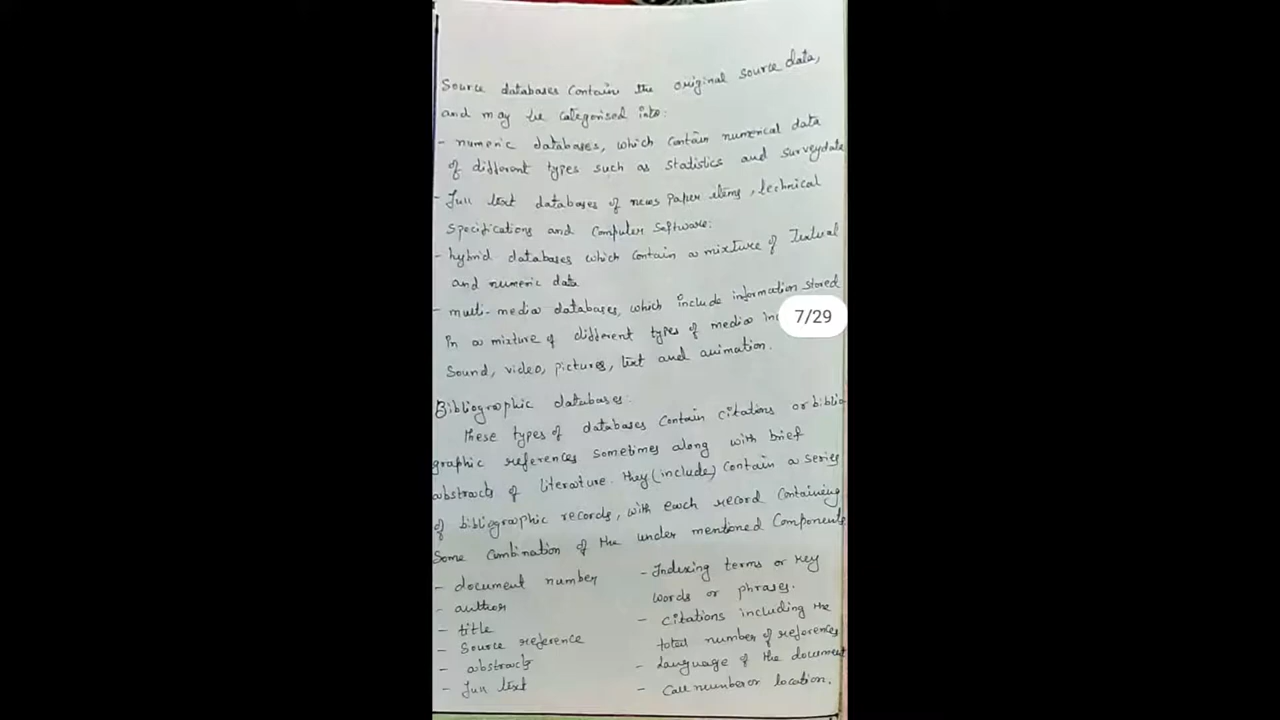 Source databases Contain the original source data,
and may be categorised into:
- numeric databases, which contain numerical data
of different types such as statistics and surveydata
- full text databases of news paper items, technical
specifications and Computer Software.
- hybrid databases which contain a mixture of Textual
and numeric data
- multi-media databases, which include information stored
In a mixture of different types of media in
7/29
Sound, video, pictures, text and animation.
Bibliographic databases:
These types of databases contain citations or biblio
graphic references sometimes along with brief
abstracts of literature. They (include) contain a series
of bibliographic records, with each record containing
Some combination of the under mentioned Components
- document number
- author
- title
- Source reference
- abstracts
- full text
- Indexing terms or key
words or phrases.
- citations including the
total number of references
- language of the document
- call number or location.